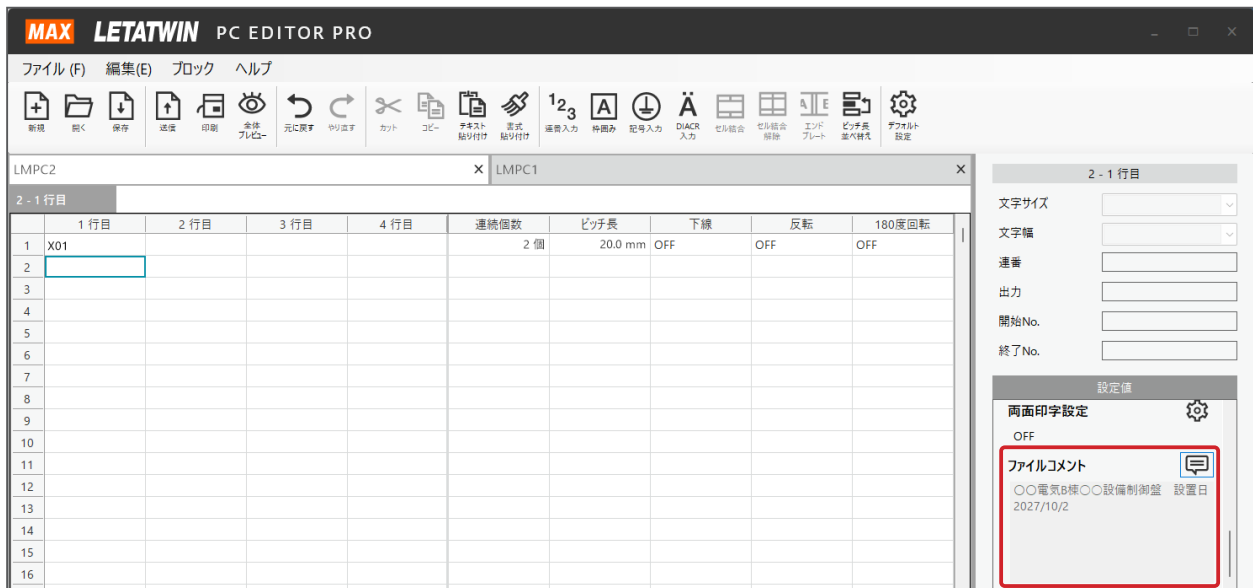 MAX LETATWIN PC EDITOR PRO
ファイル (F) 編集(E) ブロック ヘルプ
新規 開く 保存 送信 印刷 全体プレビュー 元に戻す やり直す カット コピー テキスト貼り付け 書式貼り付け 123 連番入力 A 枠囲み 記号入力 Ä DIACR入力 セル結合 セル結合解除 A E エンドプレート ピッチ長並べ替え デフォルト設定
LMPC2 × LMPC1 ×
2 - 1 行目
1 行目 2 行目 3 行目 4 行目 連続個数 ピッチ長 下線 反転 180度回転
1 X01 2 個 20.0 mm OFF OFF OFF
2
3
4
5
6
7
8
9
10
11
12
13
14
15
16
2 - 1 行目
文字サイズ
文字幅
連番
出力
開始No.
終了No.
設定値
両面印字設定
OFF
ファイルコメント
〇〇電気B棟〇〇設備制御盤 設置日
2027/10/2